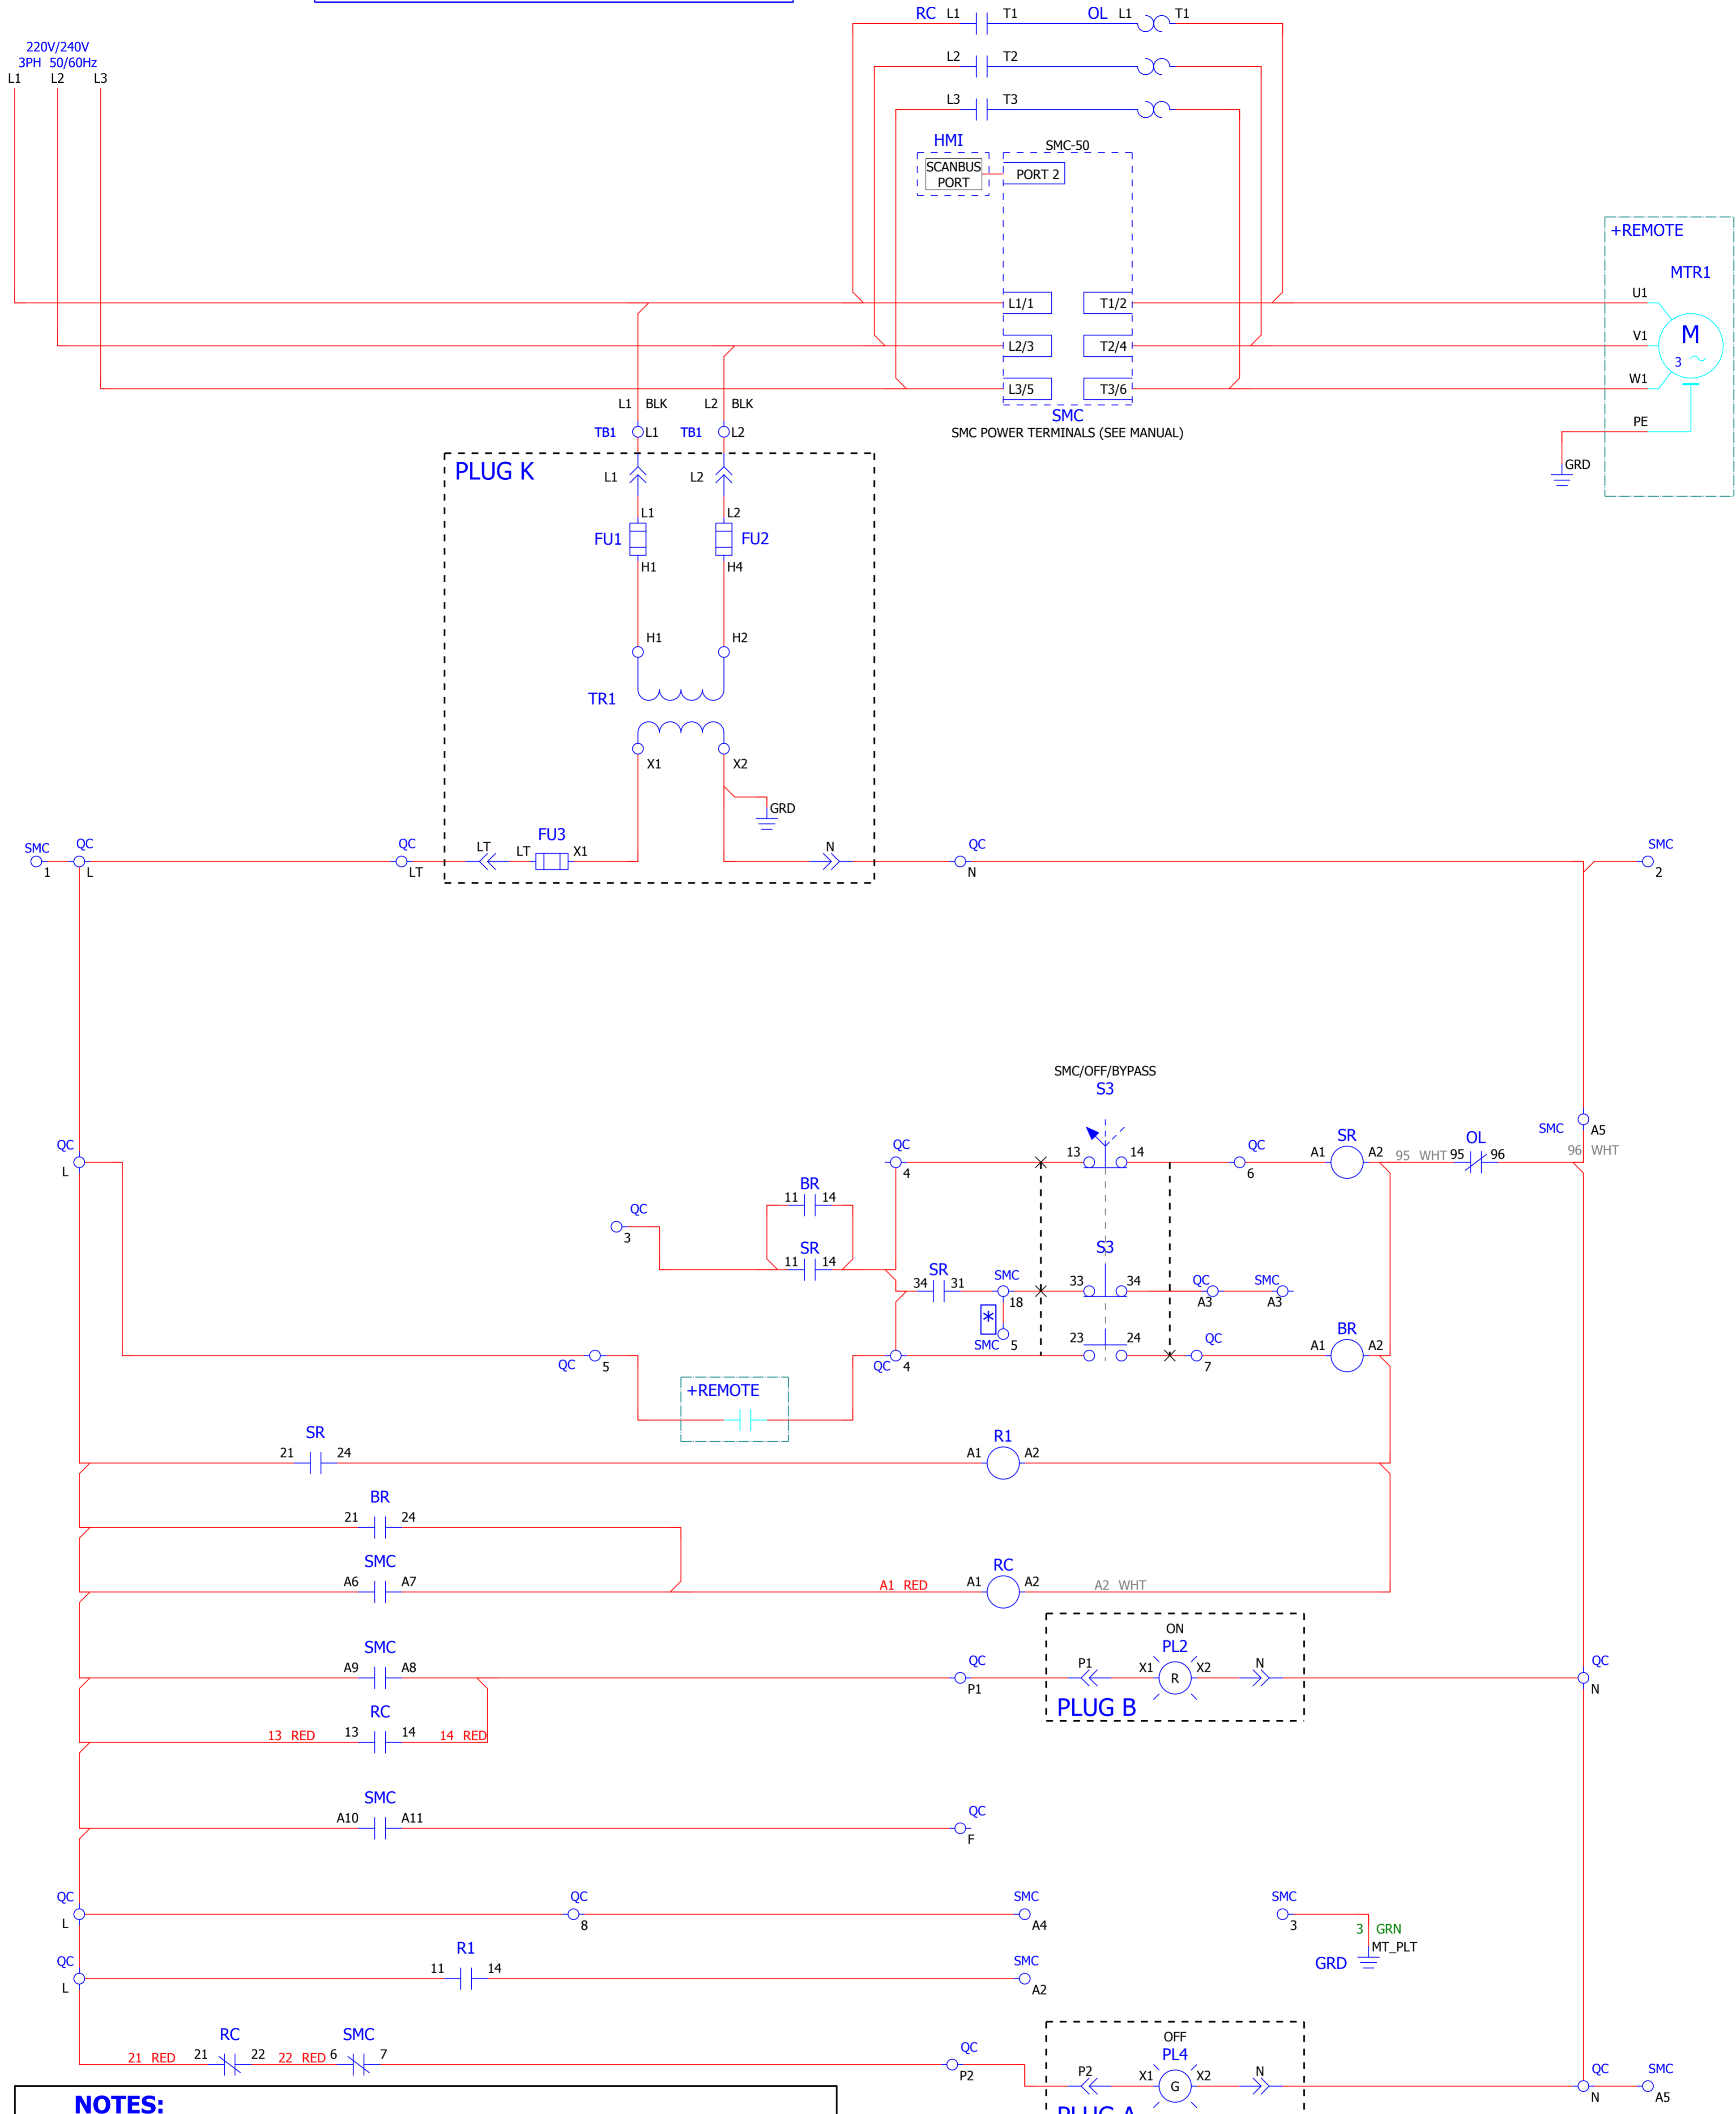 RC L1 T1 OL L1 T1
220V/240V
3PH 50/60Hz
L1 L2 L3
L2 T2
L3 T3
HMI
SMC-50
SCANBUS
PORT
PORT 2
+REMOTE
MTR1
L1/1 T1/2 U1
L2/3 T2/4 V1
M
3
L3/5 T3/6 W1
L1 BLK L2 BLK
SMC
SMC POWER TERMINALS (SEE MANUAL)
PE
TB1 L1 TB1 L2
GRD
PLUG K
L1 L2
L1 L2
FU1 FU2
H1 H4
H1 H2
TR1
X1 X2
GRD
SMC QC QC LT LT FU3 X1 N QC SMC
1 L LT N 2
SMC/OFF/BYPASS
S3
QC QC 13 14 QC SR OL SMC A5
L 4 6 A1 A2 95 WHT 95 96 96 WHT
BR
11 14
QC
3
SR S3
11 14
SR SMC QC SMC
34 31 18 33 34 A3 A3
*
SMC 5 23 24 QC BR
QC 5 QC 4 7 A1 A2
+REMOTE
SR R1
21 24 A1 A2
BR
21 24
SMC RC
A6 A7 A1 RED A1 A2 A2 WHT
ON
SMC PL2
A9 A8 QC P1 X1 R X2 N QC
P1 N
RC PLUG B
13 RED 13 14 14 RED
SMC
A10 A11 QC
F
QC QC SMC SMC
L 8 A4 3
3 GRN
MT_PLT
GRD
QC R1 SMC
L 11 14 A2
OFF
RC SMC QC PL4
21 RED 21 22 22 RED 6 7 P2 P2 X1 G X2 N QC SMC
N A5
NOTES:
PLUG A